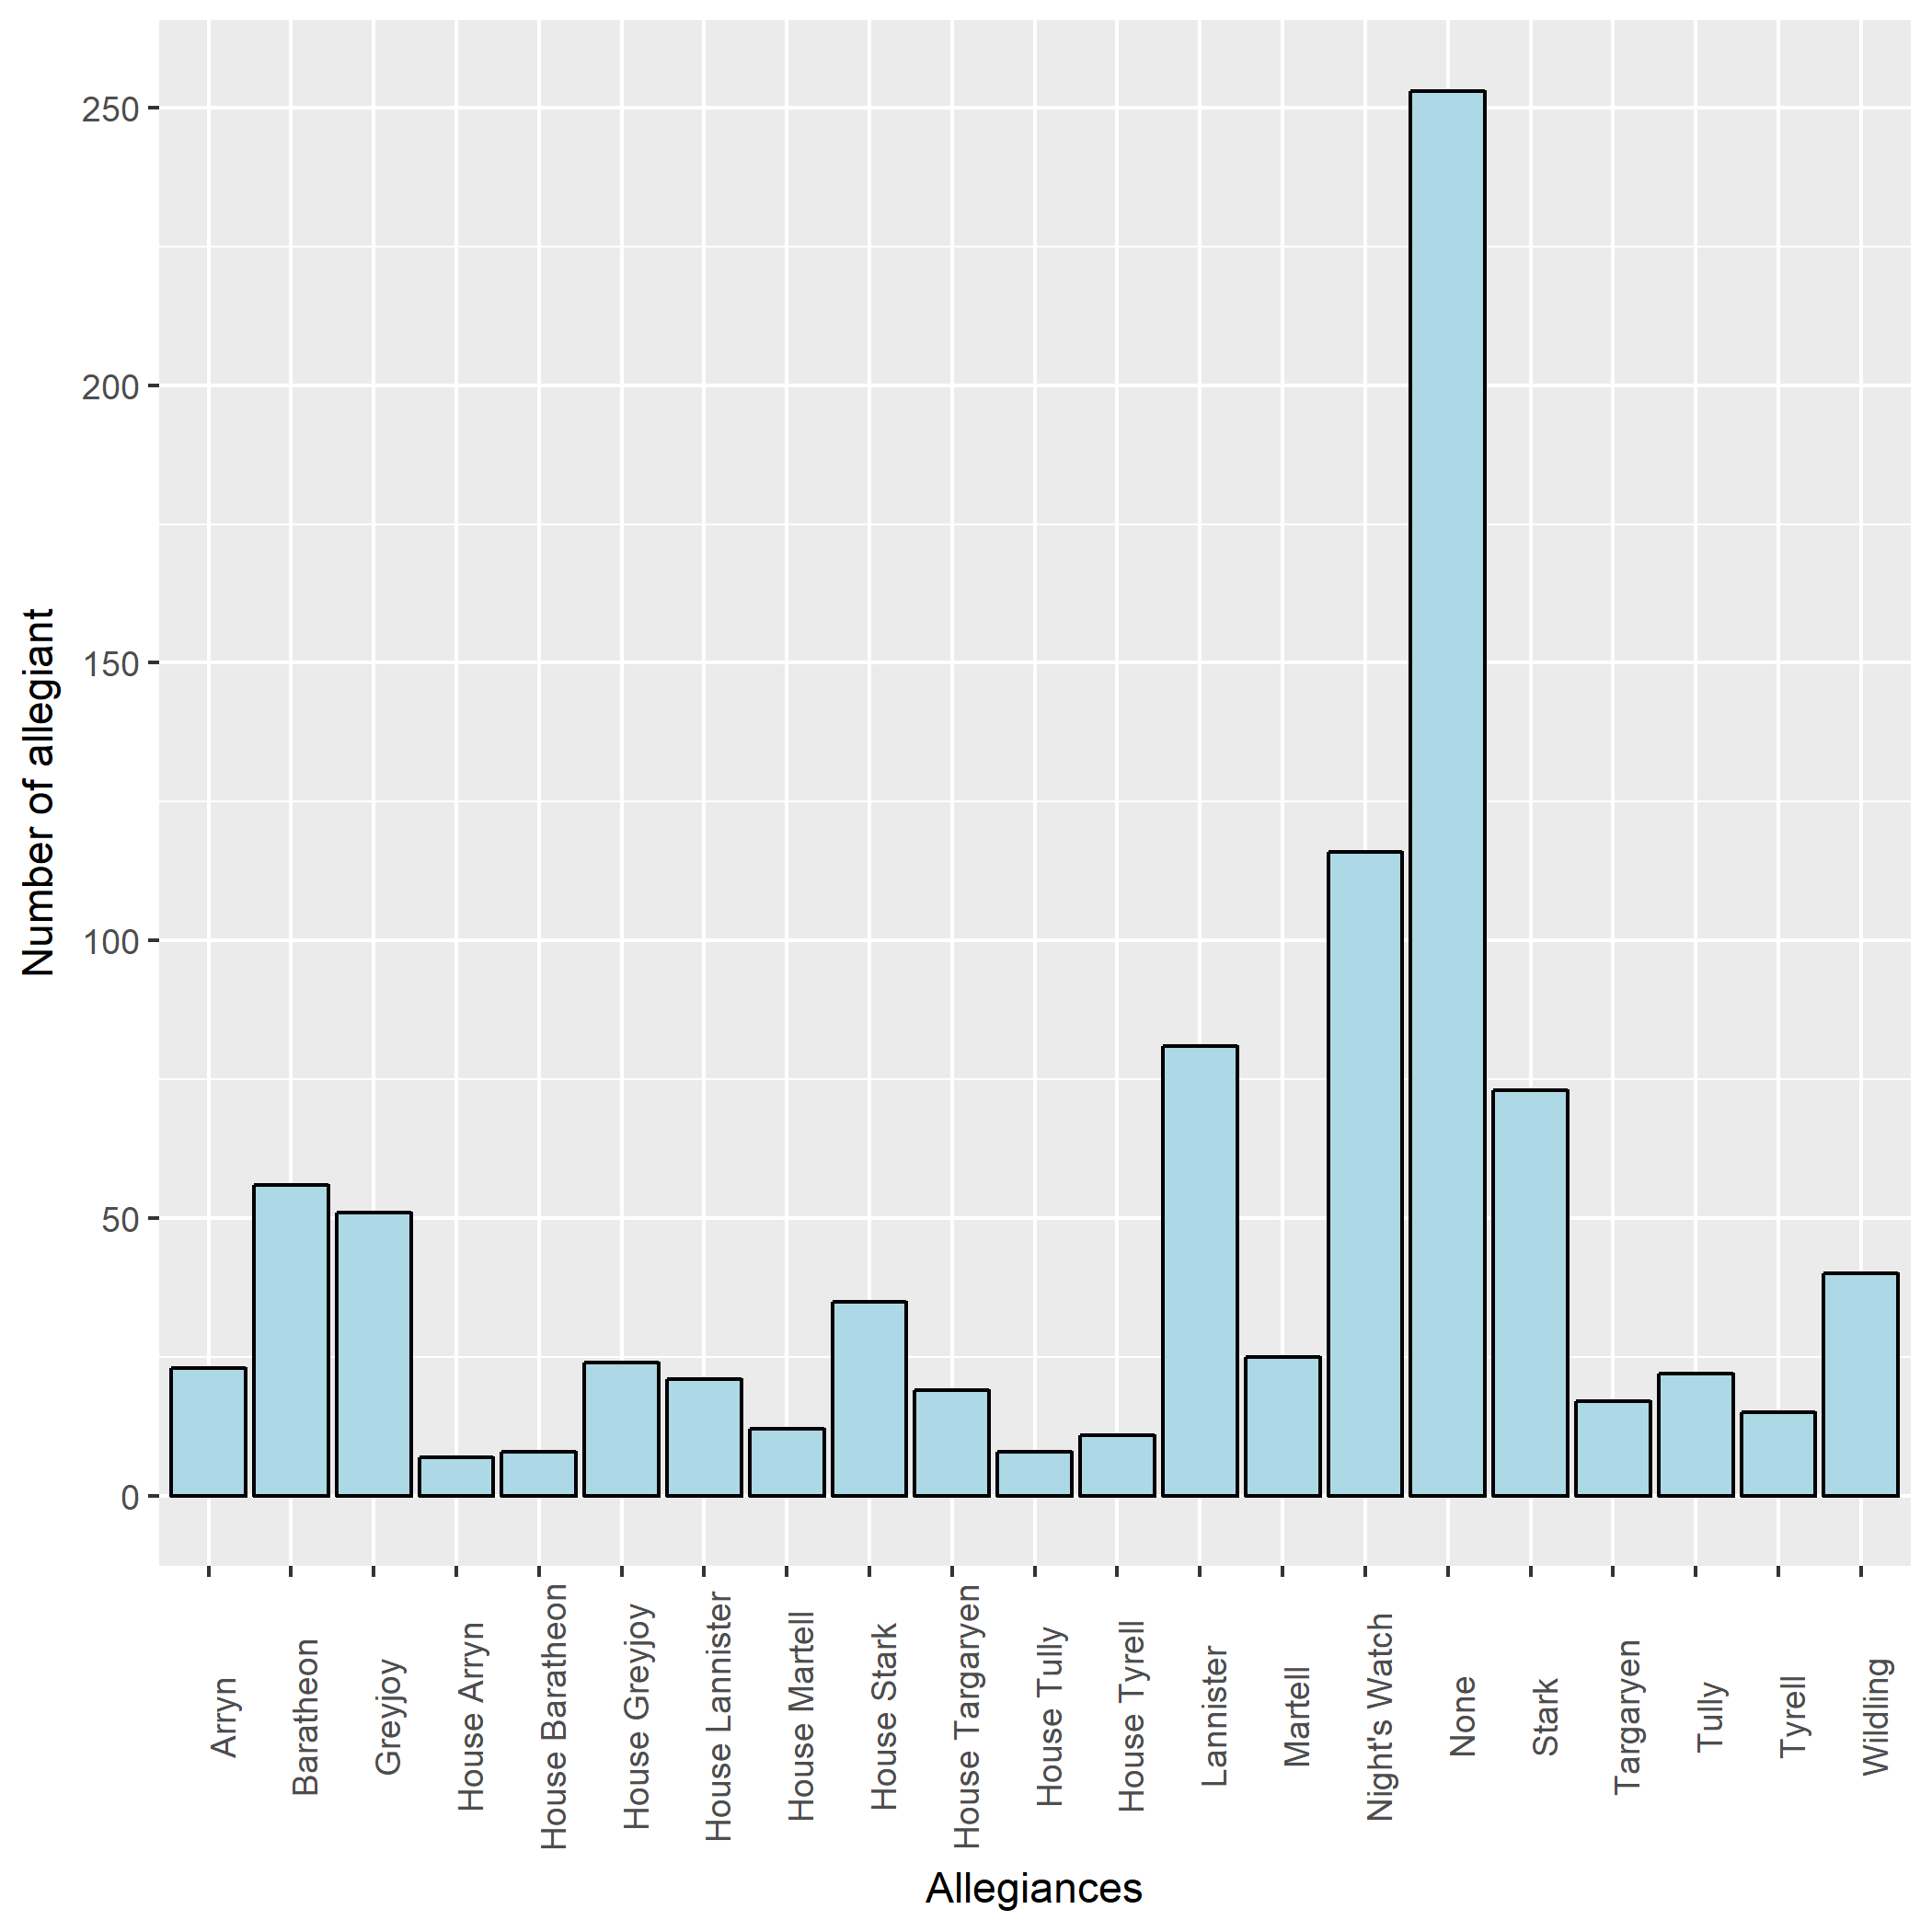 Number of allegiant
250
200
150
100
50
0
Arryn
Baratheon
Greyjoy
House Arryn
House Baratheon
House Greyjoy
House Lannister
House Martell
House Stark
House Targaryen
House Tully
House Tyrell
Lannister
Martell
Night's Watch
None
Stark
Targaryen
Tully
Tyrell
Wildling
Allegiances